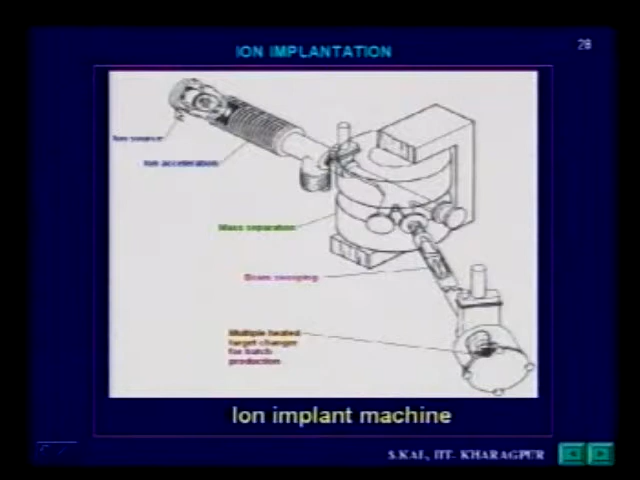 ION IMPLANTATION
28
Ion source
Ion acceleration
Mass separation
Beam sweeping
Multiple heated
target changer
for batch
production
Ion implant machine
S.KAL, IIT- KHARAGPUR